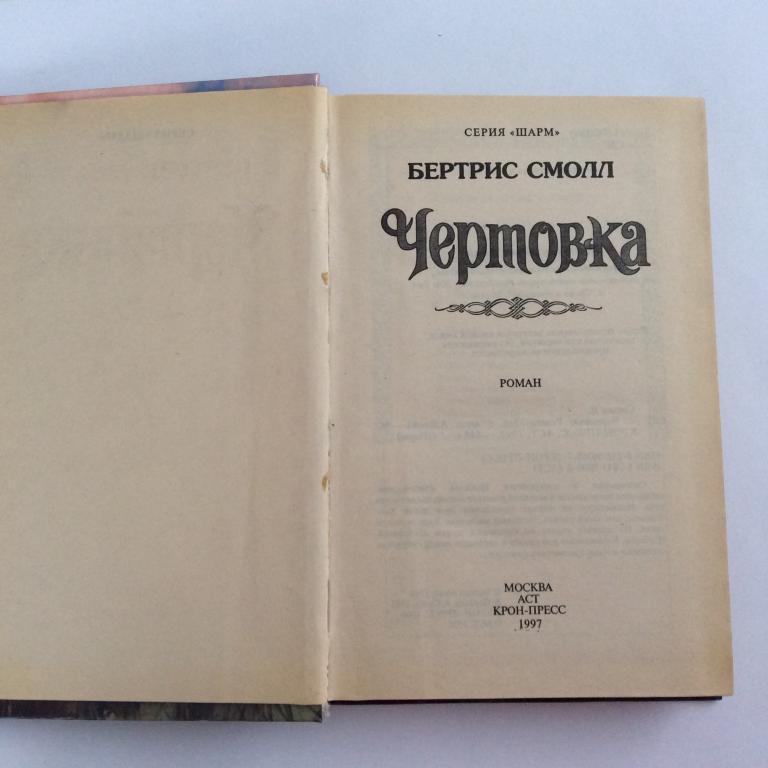 СЕРИЯ «ШАРМ»
БЕРТРИС СМОЛЛ
Чертовка
РОМАН
МОСКВА
АСТ
КРОН-ПРЕСС
1997